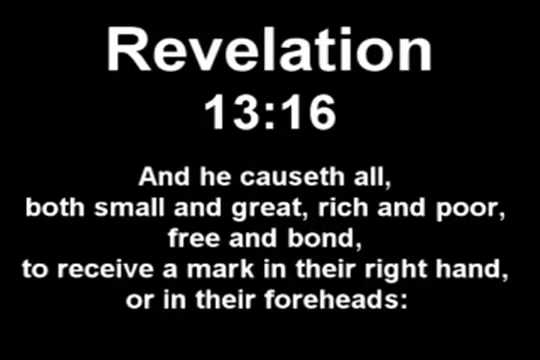 Revelation
13:16
And he causeth all,
both small and great, rich and poor,
free and bond,
to receive a mark in their right hand,
or in their foreheads: